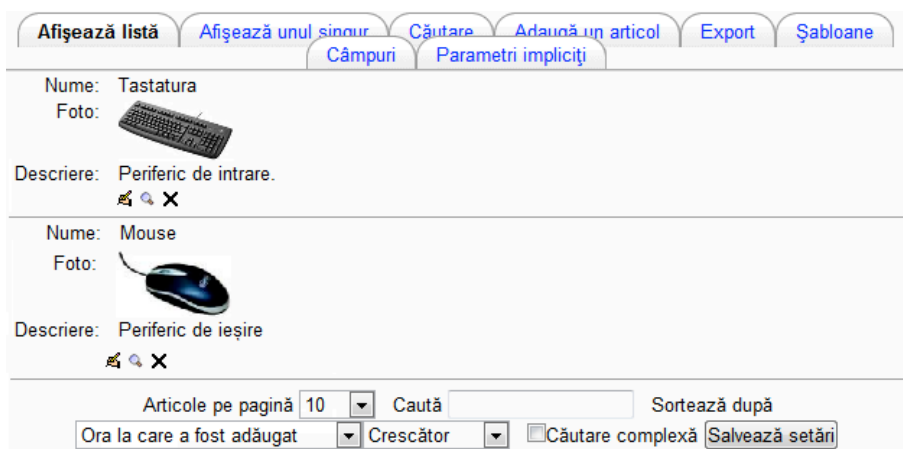 Afişează listă Afişează unul singur Căutare Adaugă un articol Export Şabloane
Câmpuri Parametri impliciţi
Nume: Tastatura
Foto:
Descriere: Periferic de intrare.
Nume: Mouse
Foto:
Descriere: Periferic de ieșire
Articole pe pagină 10 Caută Sortează după
Ora la care a fost adăugat Crescător Căutare complexă Salvează setări